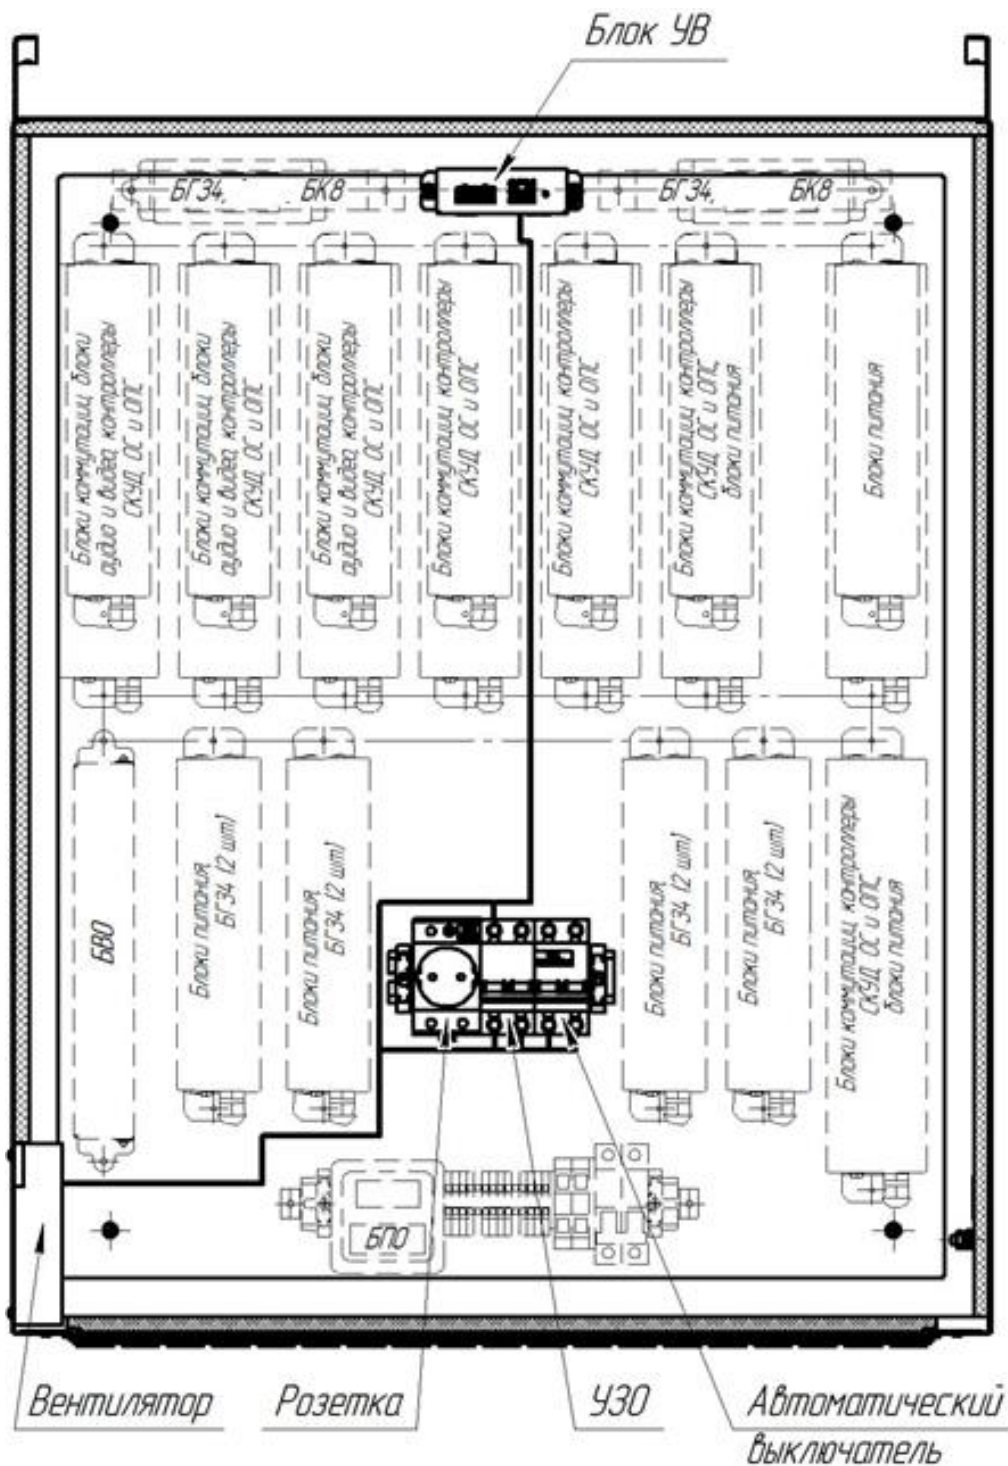 Блок УВ
БГЗ4, БК8
БГЗ4, БК8
Блоки коммутации, блоки
аудио и видео, контроллеры
СКУД, ОС и ОПС
Блоки коммутации, блоки
аудио и видео, контроллеры
СКУД, ОС и ОПС
Блоки коммутации, блоки
аудио и видео, контроллеры
СКУД, ОС и ОПС
Блоки коммутации, контроллеры
СКУД, ОС и ОПС
Блоки коммутации, контроллеры
СКУД, ОС и ОПС
Блоки коммутации, контроллеры
СКУД, ОС и ОПС,
блоки питания
Блоки питания
БВО
Блоки питания,
БГЗ4 (2 шт)
Блоки питания,
БГЗ4 (2 шт)
Блоки питания,
БГЗ4 (2 шт)
Блоки питания,
БГЗ4 (2 шт)
Блоки коммутации, контроллеры
СКУД, ОС и ОПС,
блоки питания
БПО
Вентилятор
Розетка
УЗО
Автоматический
выключатель